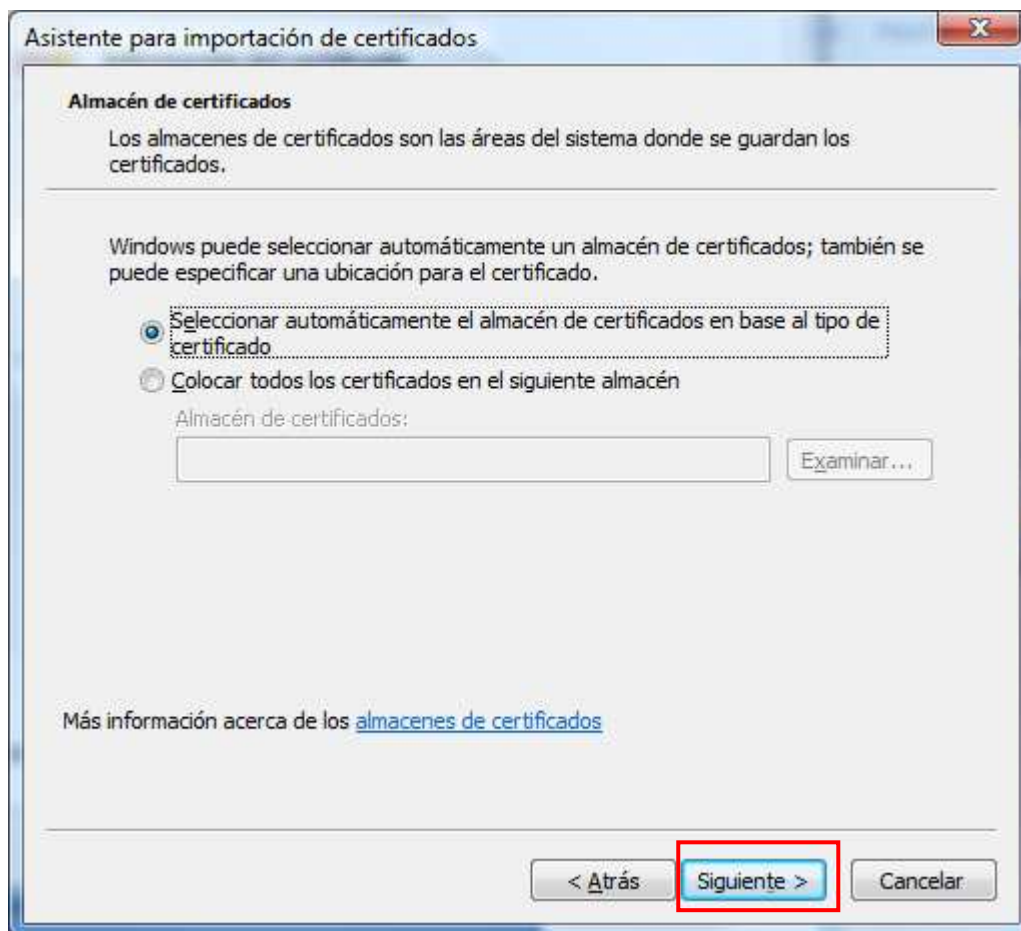 Asistente para importación de certificados
Almacén de certificados
Los almacenes de certificados son las áreas del sistema donde se guardan los
certificados.
Windows puede seleccionar automáticamente un almacén de certificados; también se
puede especificar una ubicación para el certificado.
Seleccionar automáticamente el almacén de certificados en base al tipo de
certificado
Colocar todos los certificados en el siguiente almacén
Almacén de certificados:
Examinar...
Más información acerca de los almacenes de certificados
< Atrás Siguiente > Cancelar